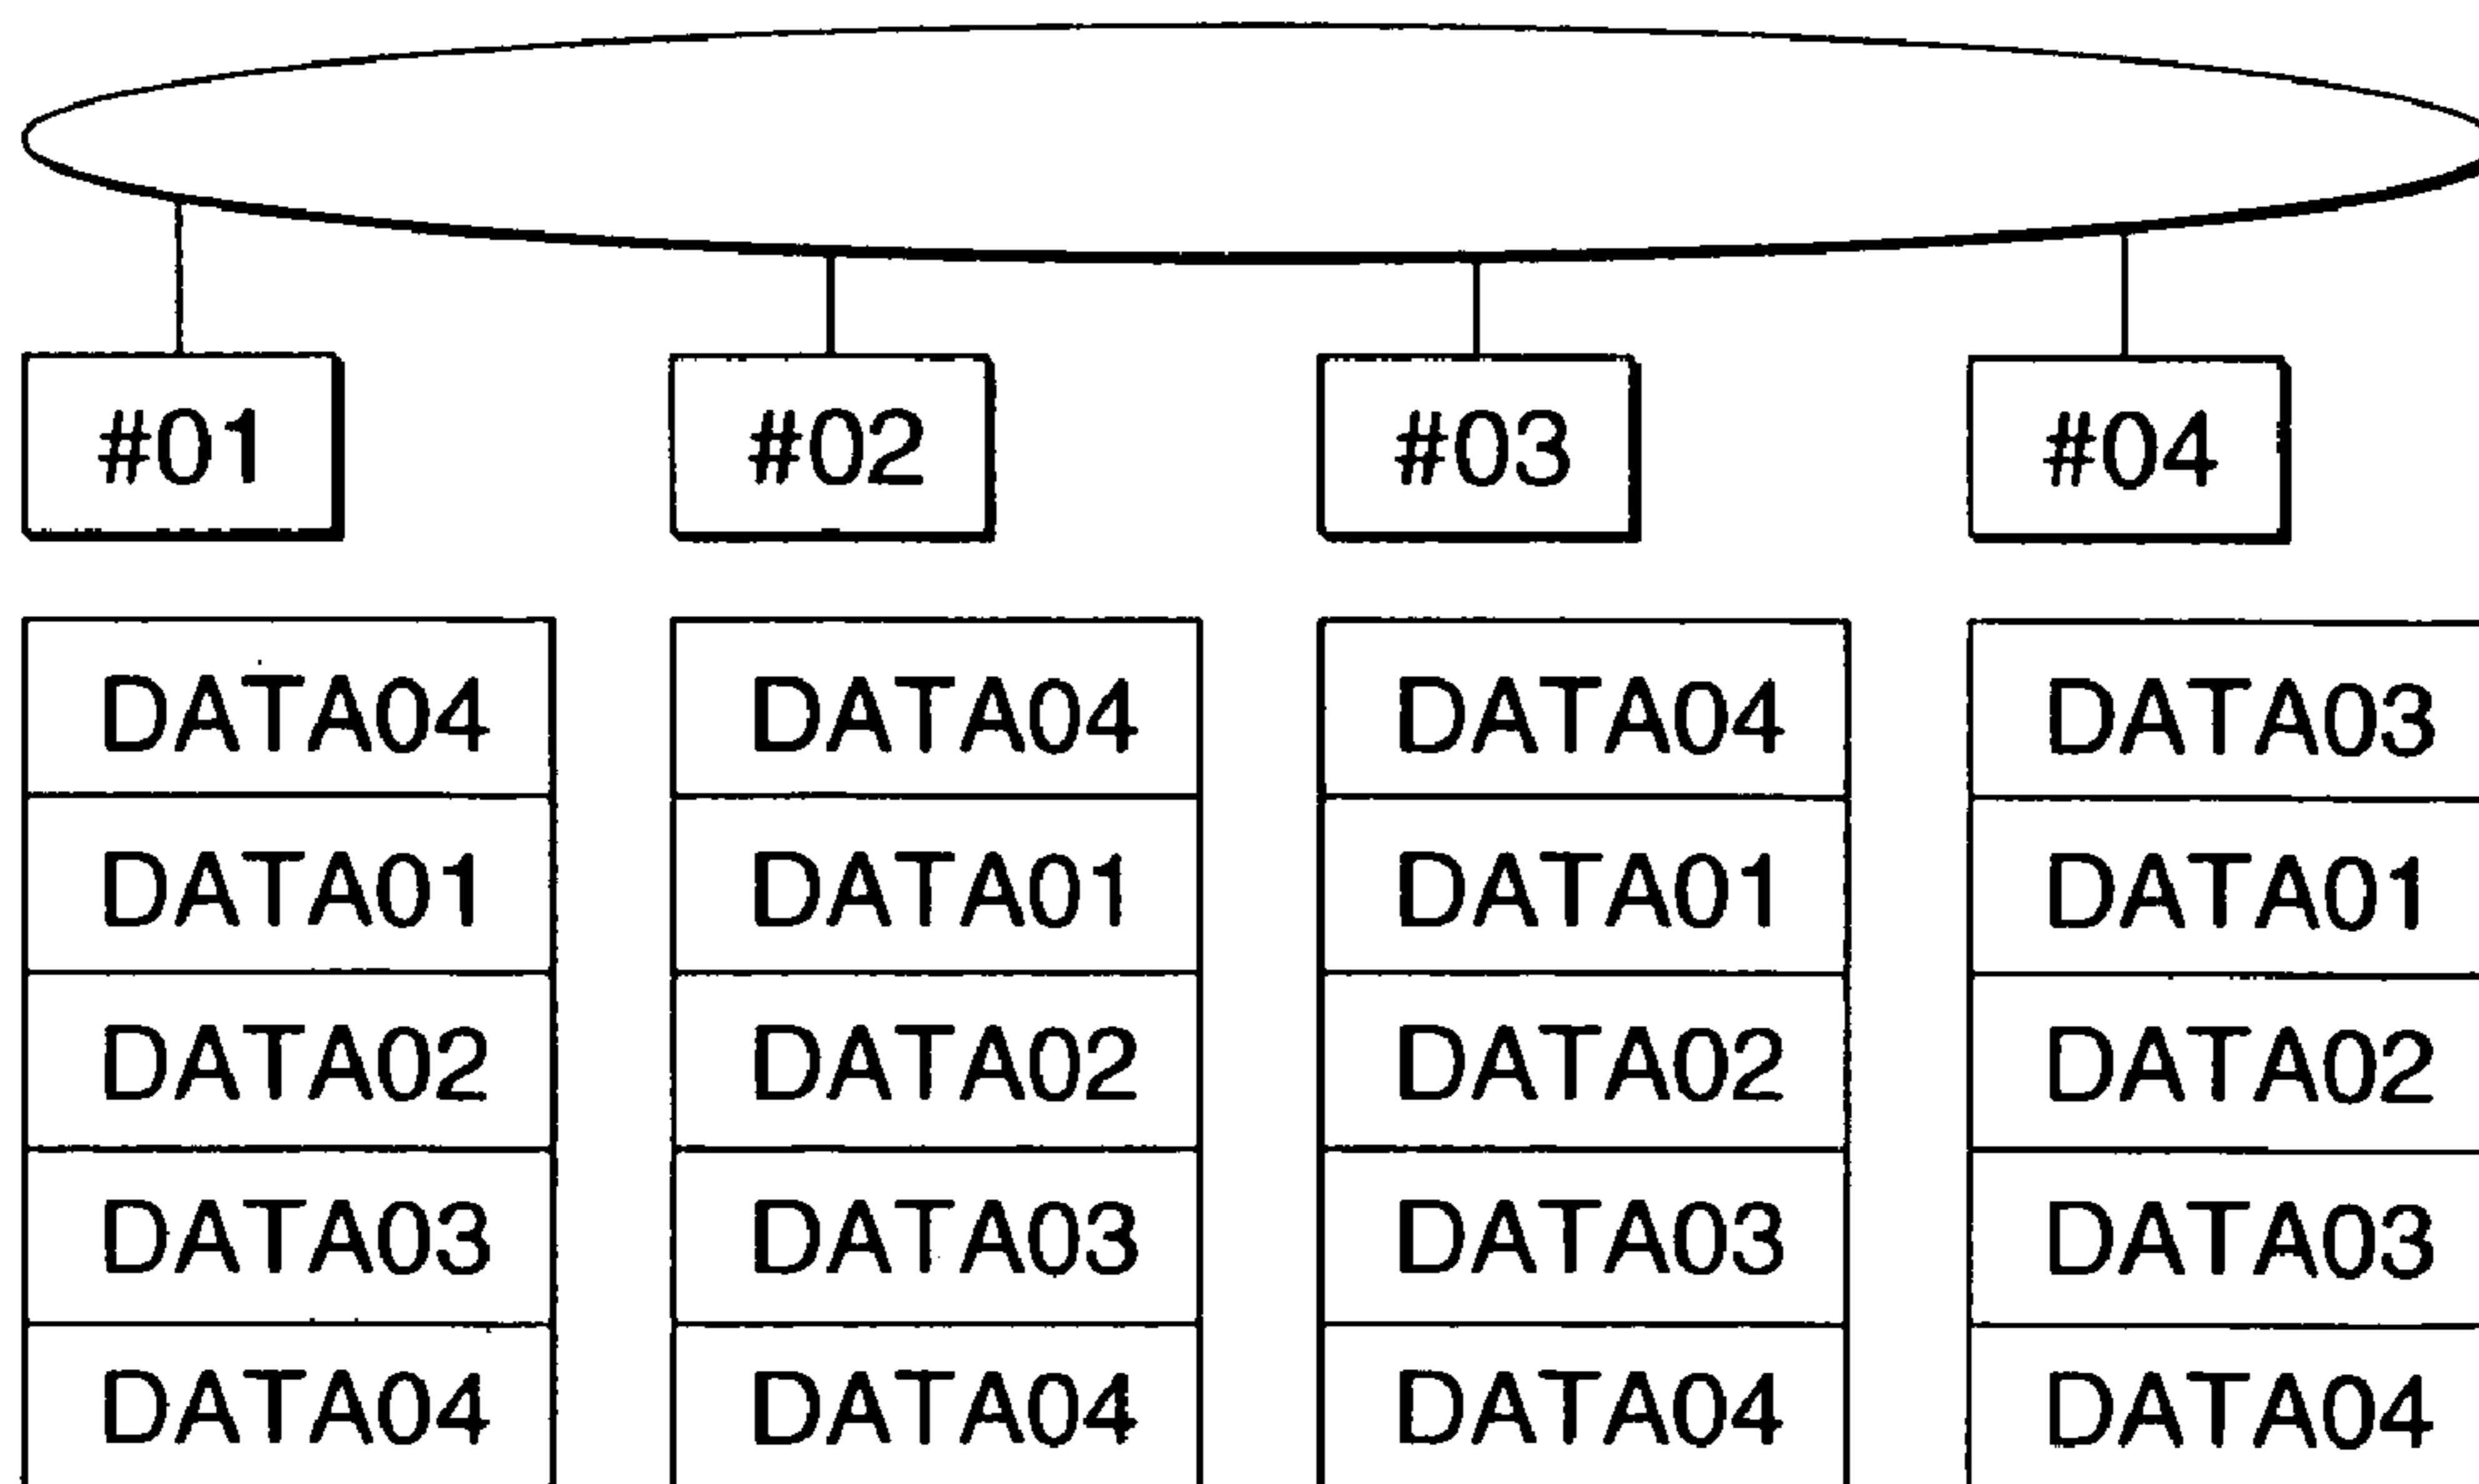 #01 #02 #03 #04
DATA04 DATA04 DATA04 DATA03
DATA01 DATA01 DATA01 DATA01
DATA02 DATA02 DATA02 DATA02
DATA03 DATA03 DATA03 DATA03
DATA04 DATA04 DATA04 DATA04